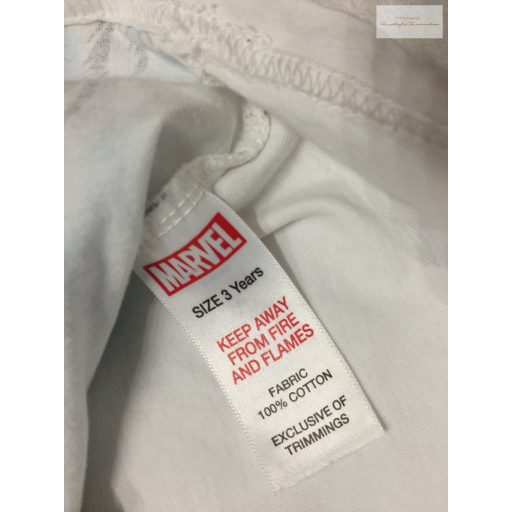 MARVEL
SIZE 3 Years
KEEP AWAY
FROM FIRE
AND FLAMES
FABRIC
100% COTTON
EXCLUSIVE OF
TRIMMINGS